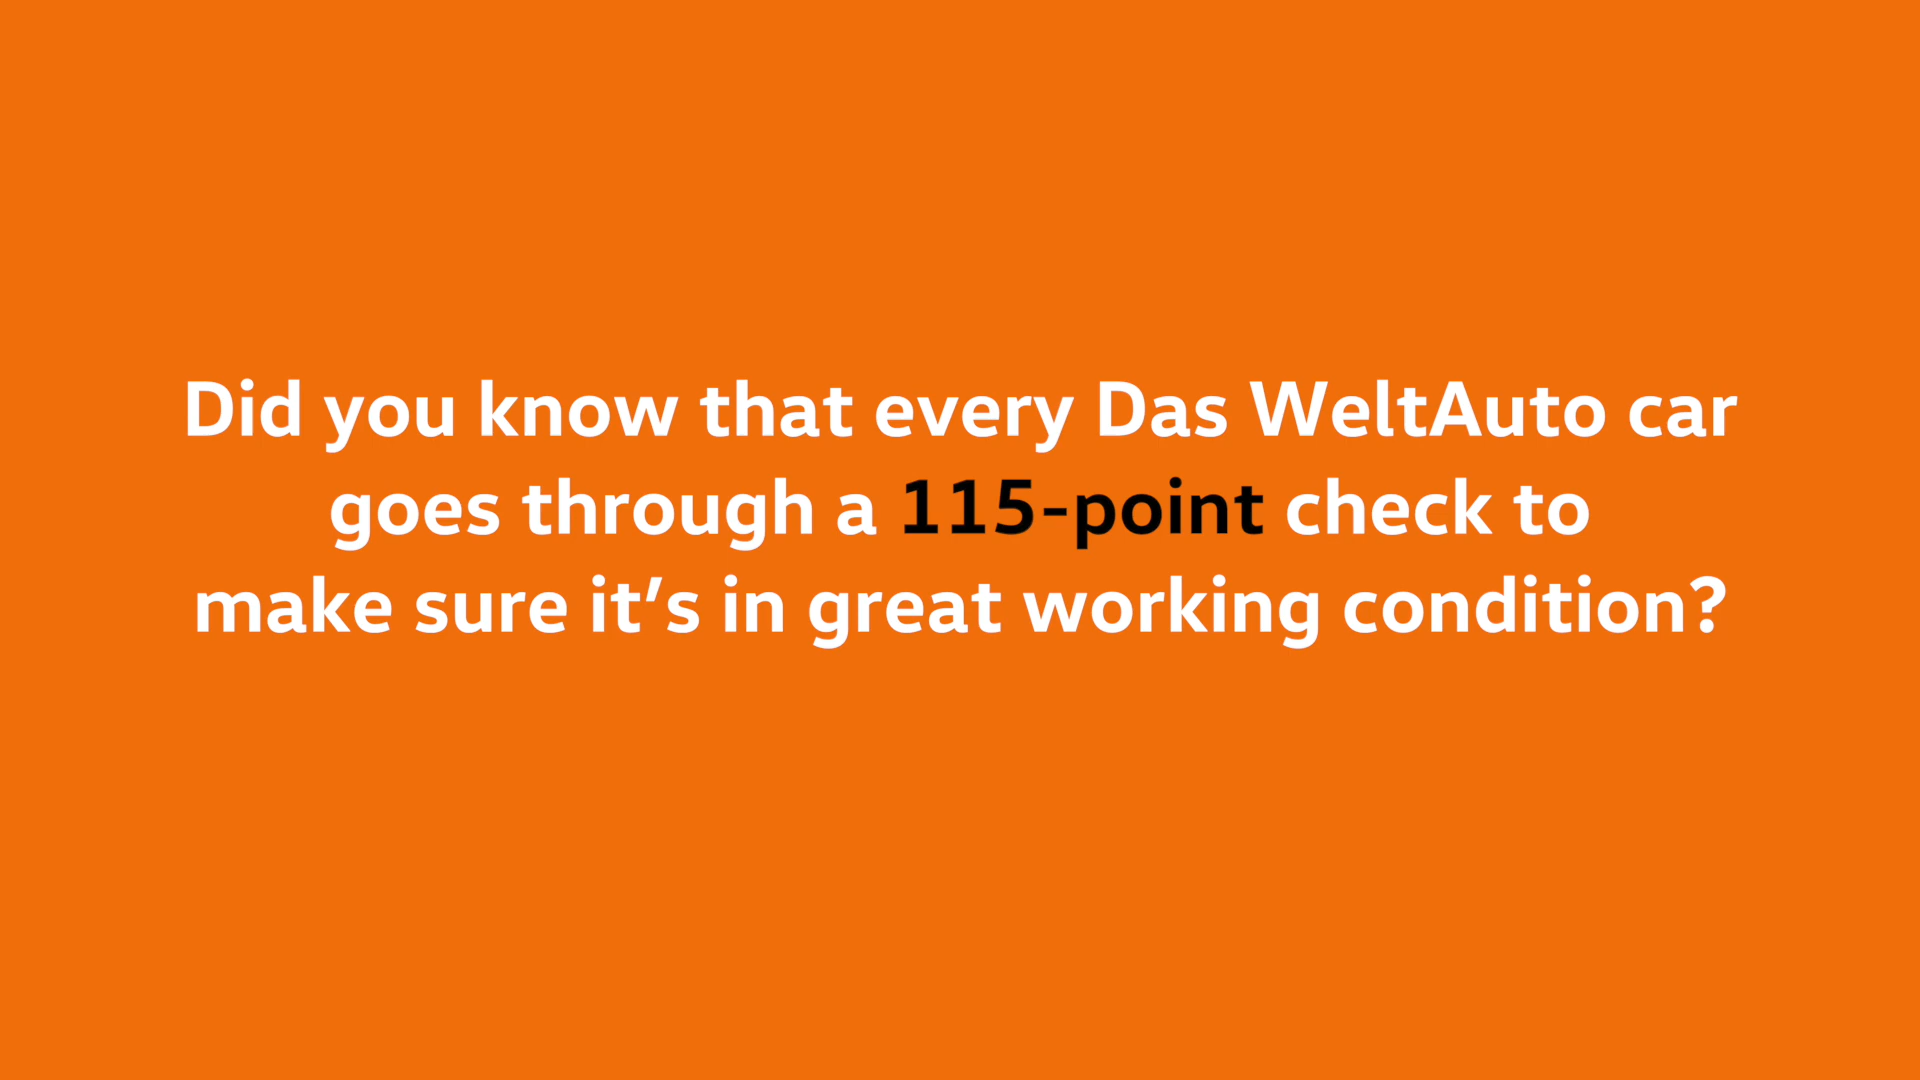 Did you know that every Das WeltAuto car
goes through a 115-point check to
make sure it’s in great working condition?